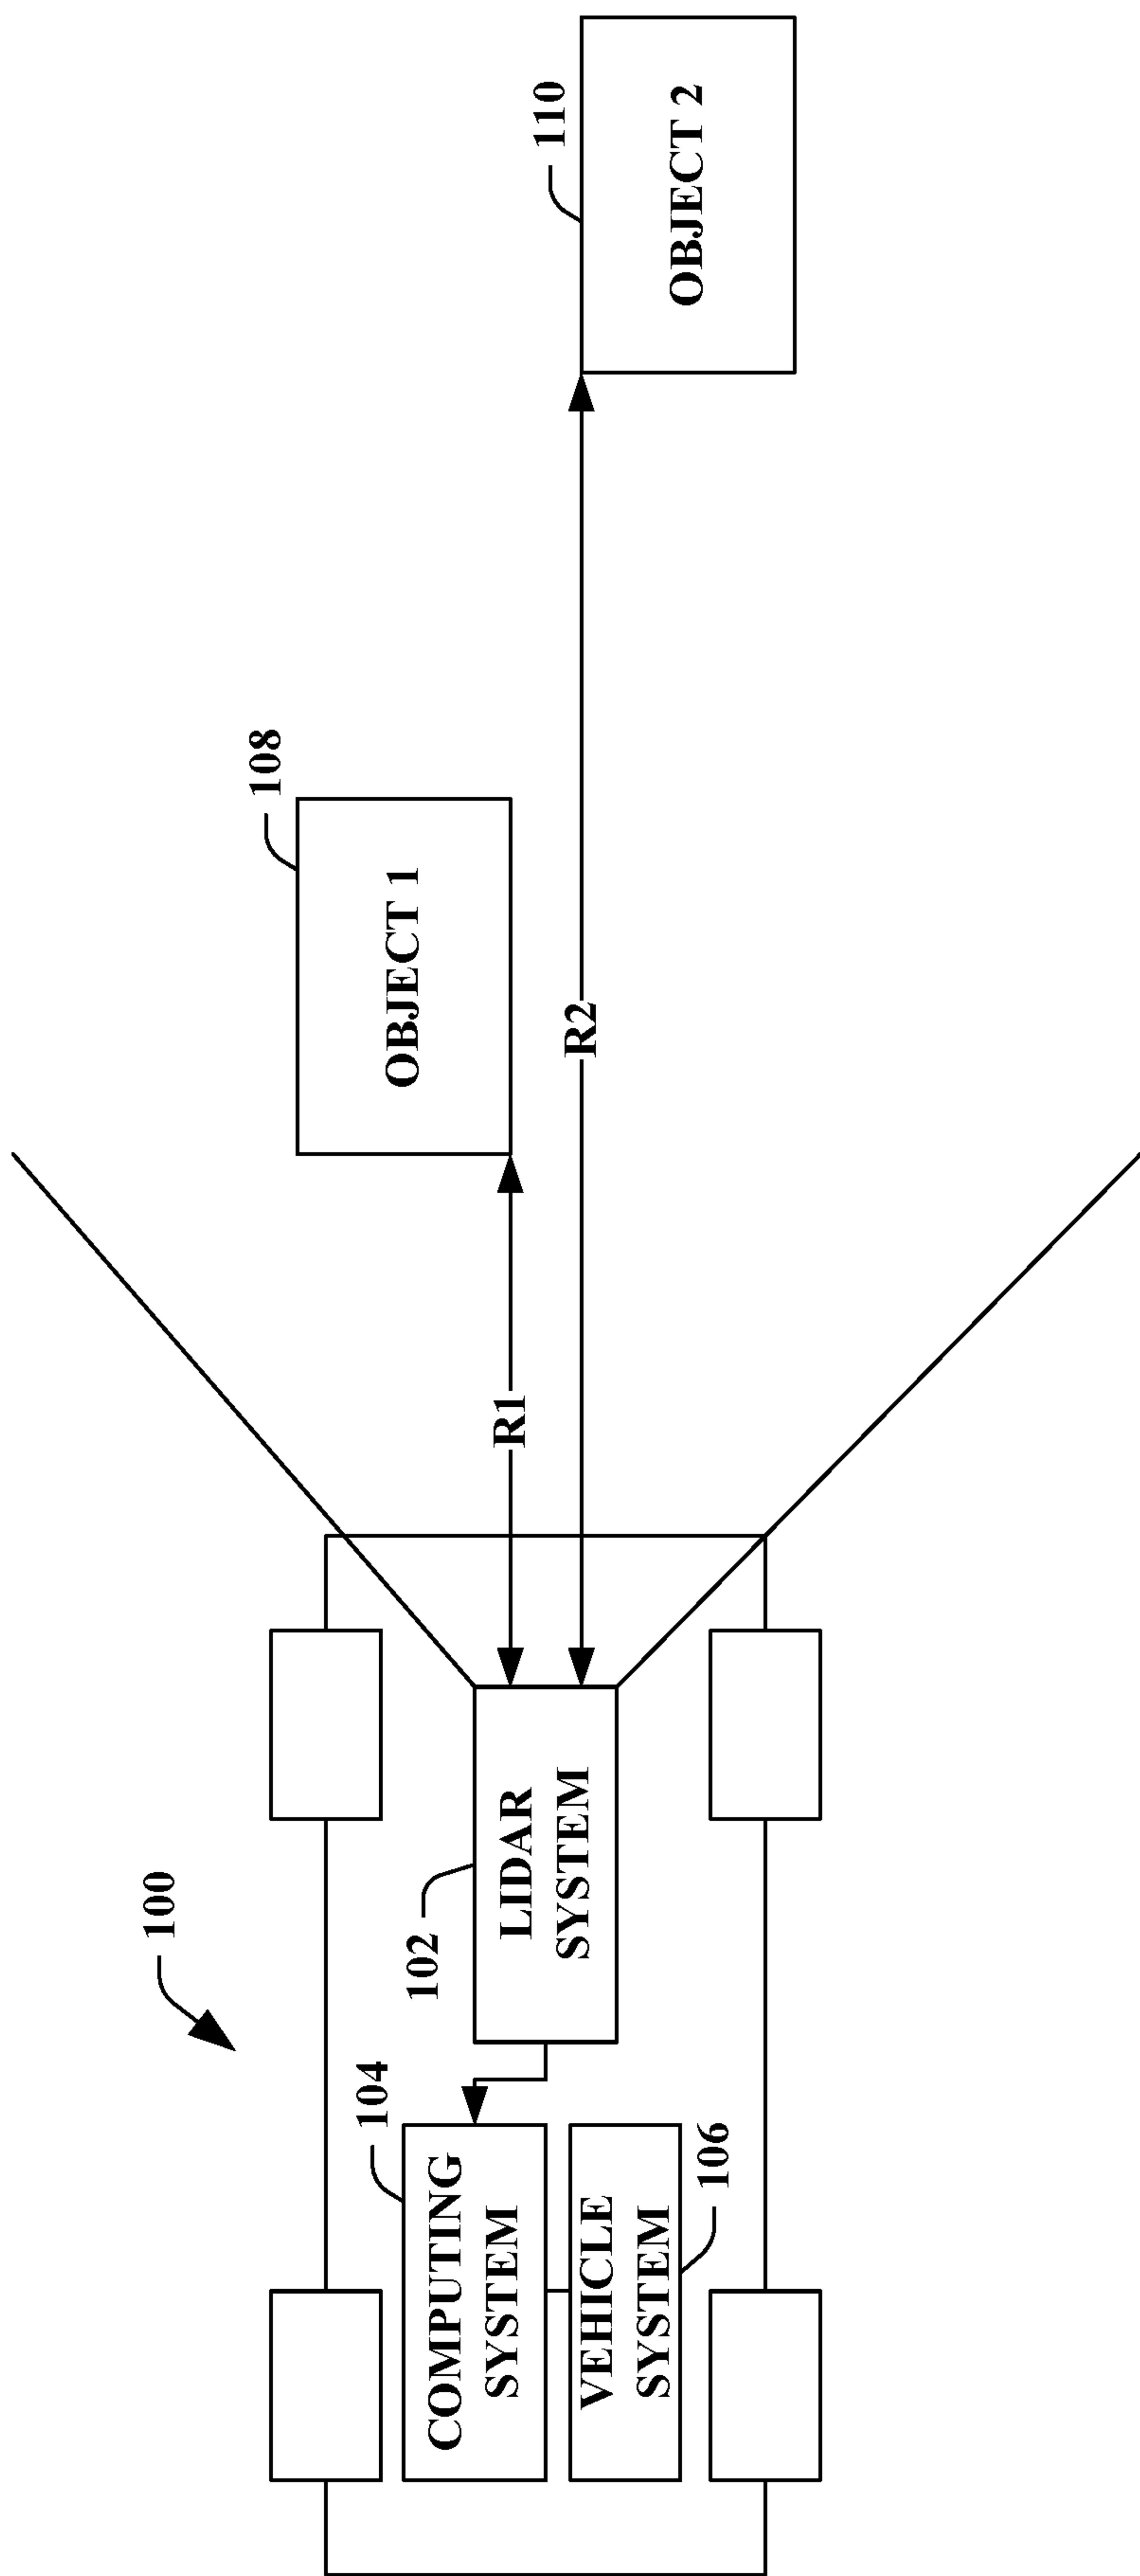 100
104
COMPUTING
SYSTEM
VEHICLE
SYSTEM
106
102
LIDAR
SYSTEM
R1
R2
108
OBJECT 1
110
OBJECT 2